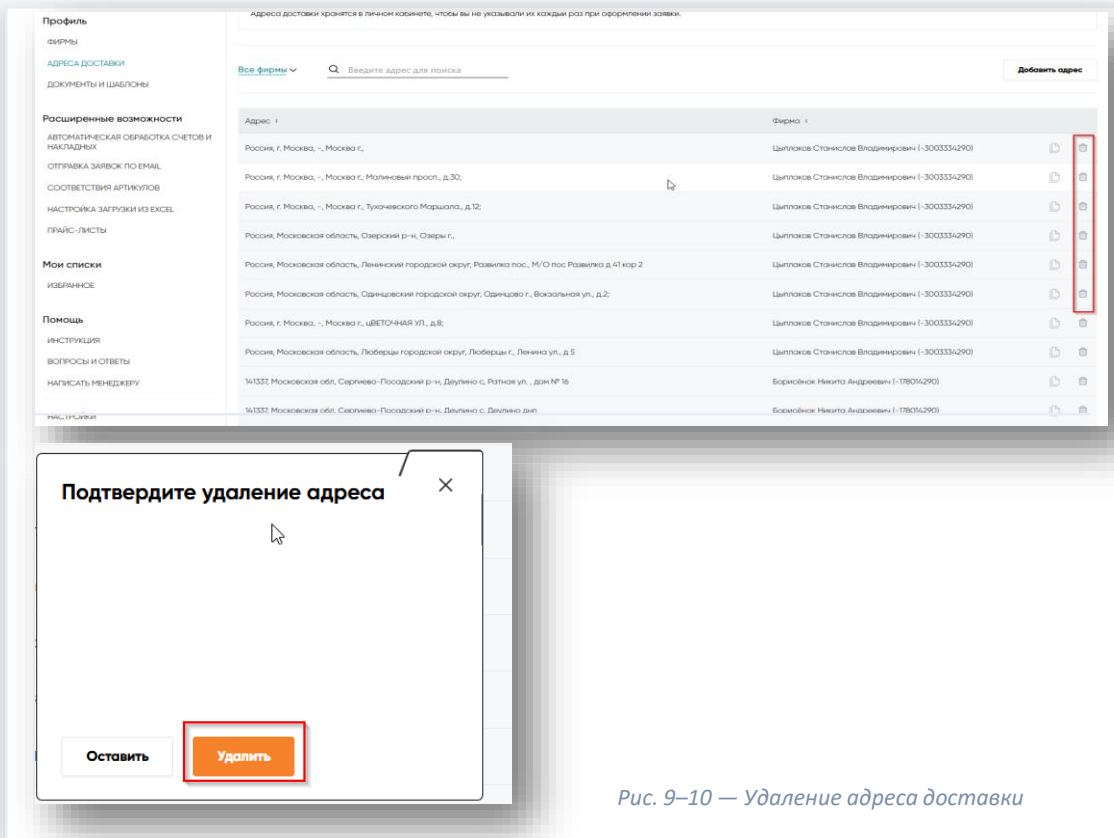 Профиль
ФИРМЫ
АДРЕСА ДОСТАВКИ
ДОКУМЕНТЫ И ШАБЛОНЫ
Расширенные возможности
АВТОМАТИЧЕСКАЯ ОБРАБОТКА СЧЕТОВ И
НАКЛАДНЫХ
ОТПРАВКА ЗАЯВОК ПО EMAIL
СООТВЕТСТВИЯ АРТИКУЛОВ
НАСТРОЙКА ЗАГРУЗКИ ИЗ EXCEL
ПРАЙС-ЛИСТЫ
Мои списки
ИЗБРАННОЕ
Помощь
ИНСТРУКЦИЯ
ВОПРОСЫ И ОТВЕТЫ
НАПИСАТЬ МЕНЕДЖЕРУ
НАСТРОЙКИ
Адреса доставки хранятся в личном кабинете, чтобы вы не указывали их каждый раз при оформлении заявки.
Все фирмы Введите адрес для поиска Добавить адрес
Адрес Фирма
Россия, г. Москва, -, Москва г., Цыплаков Станислав Владимирович (-3003334290)
Россия, г. Москва, -, Москва г., Малиновый просп., д.30; Цыплаков Станислав Владимирович (-3003334290)
Россия, г. Москва, -, Москва г., Тухачевского Маршала., д.12; Цыплаков Станислав Владимирович (-3003334290)
Россия, Московская область, Озерский р-н, Озеры г., Цыплаков Станислав Владимирович (-3003334290)
Россия, Московская область, Ленинский городской округ, Развилка пос., М/О пос Развилка д 41 кор 2 Цыплаков Станислав Владимирович (-3003334290)
Россия, Московская область, Одинцовский городской округ, Одинцово г., Вокзальная ул., д.2; Цыплаков Станислав Владимирович (-3003334290)
Россия, г. Москва, -, Москва г., цВЕТОЧНАЯ УЛ., д.8; Цыплаков Станислав Владимирович (-3003334290)
Россия, Московская область, Люберцы городской округ, Люберцы г., Ленина ул., д 5 Цыплаков Станислав Владимирович (-3003334290)
141337, Московская обл, Сергиево-Посадский р-н, Деулино с, Ратная ул. , дом № 16 Борисёнок Никита Андреевич (-178014290)
141337, Московская обл, Сергиево-Посадский р-н, Деулино с, Деулино днп Борисёнок Никита Андреевич (-178014290)
Подтвердите удаление адреса
Оставить Удалить
Рис. 9–10 — Удаление адреса доставки